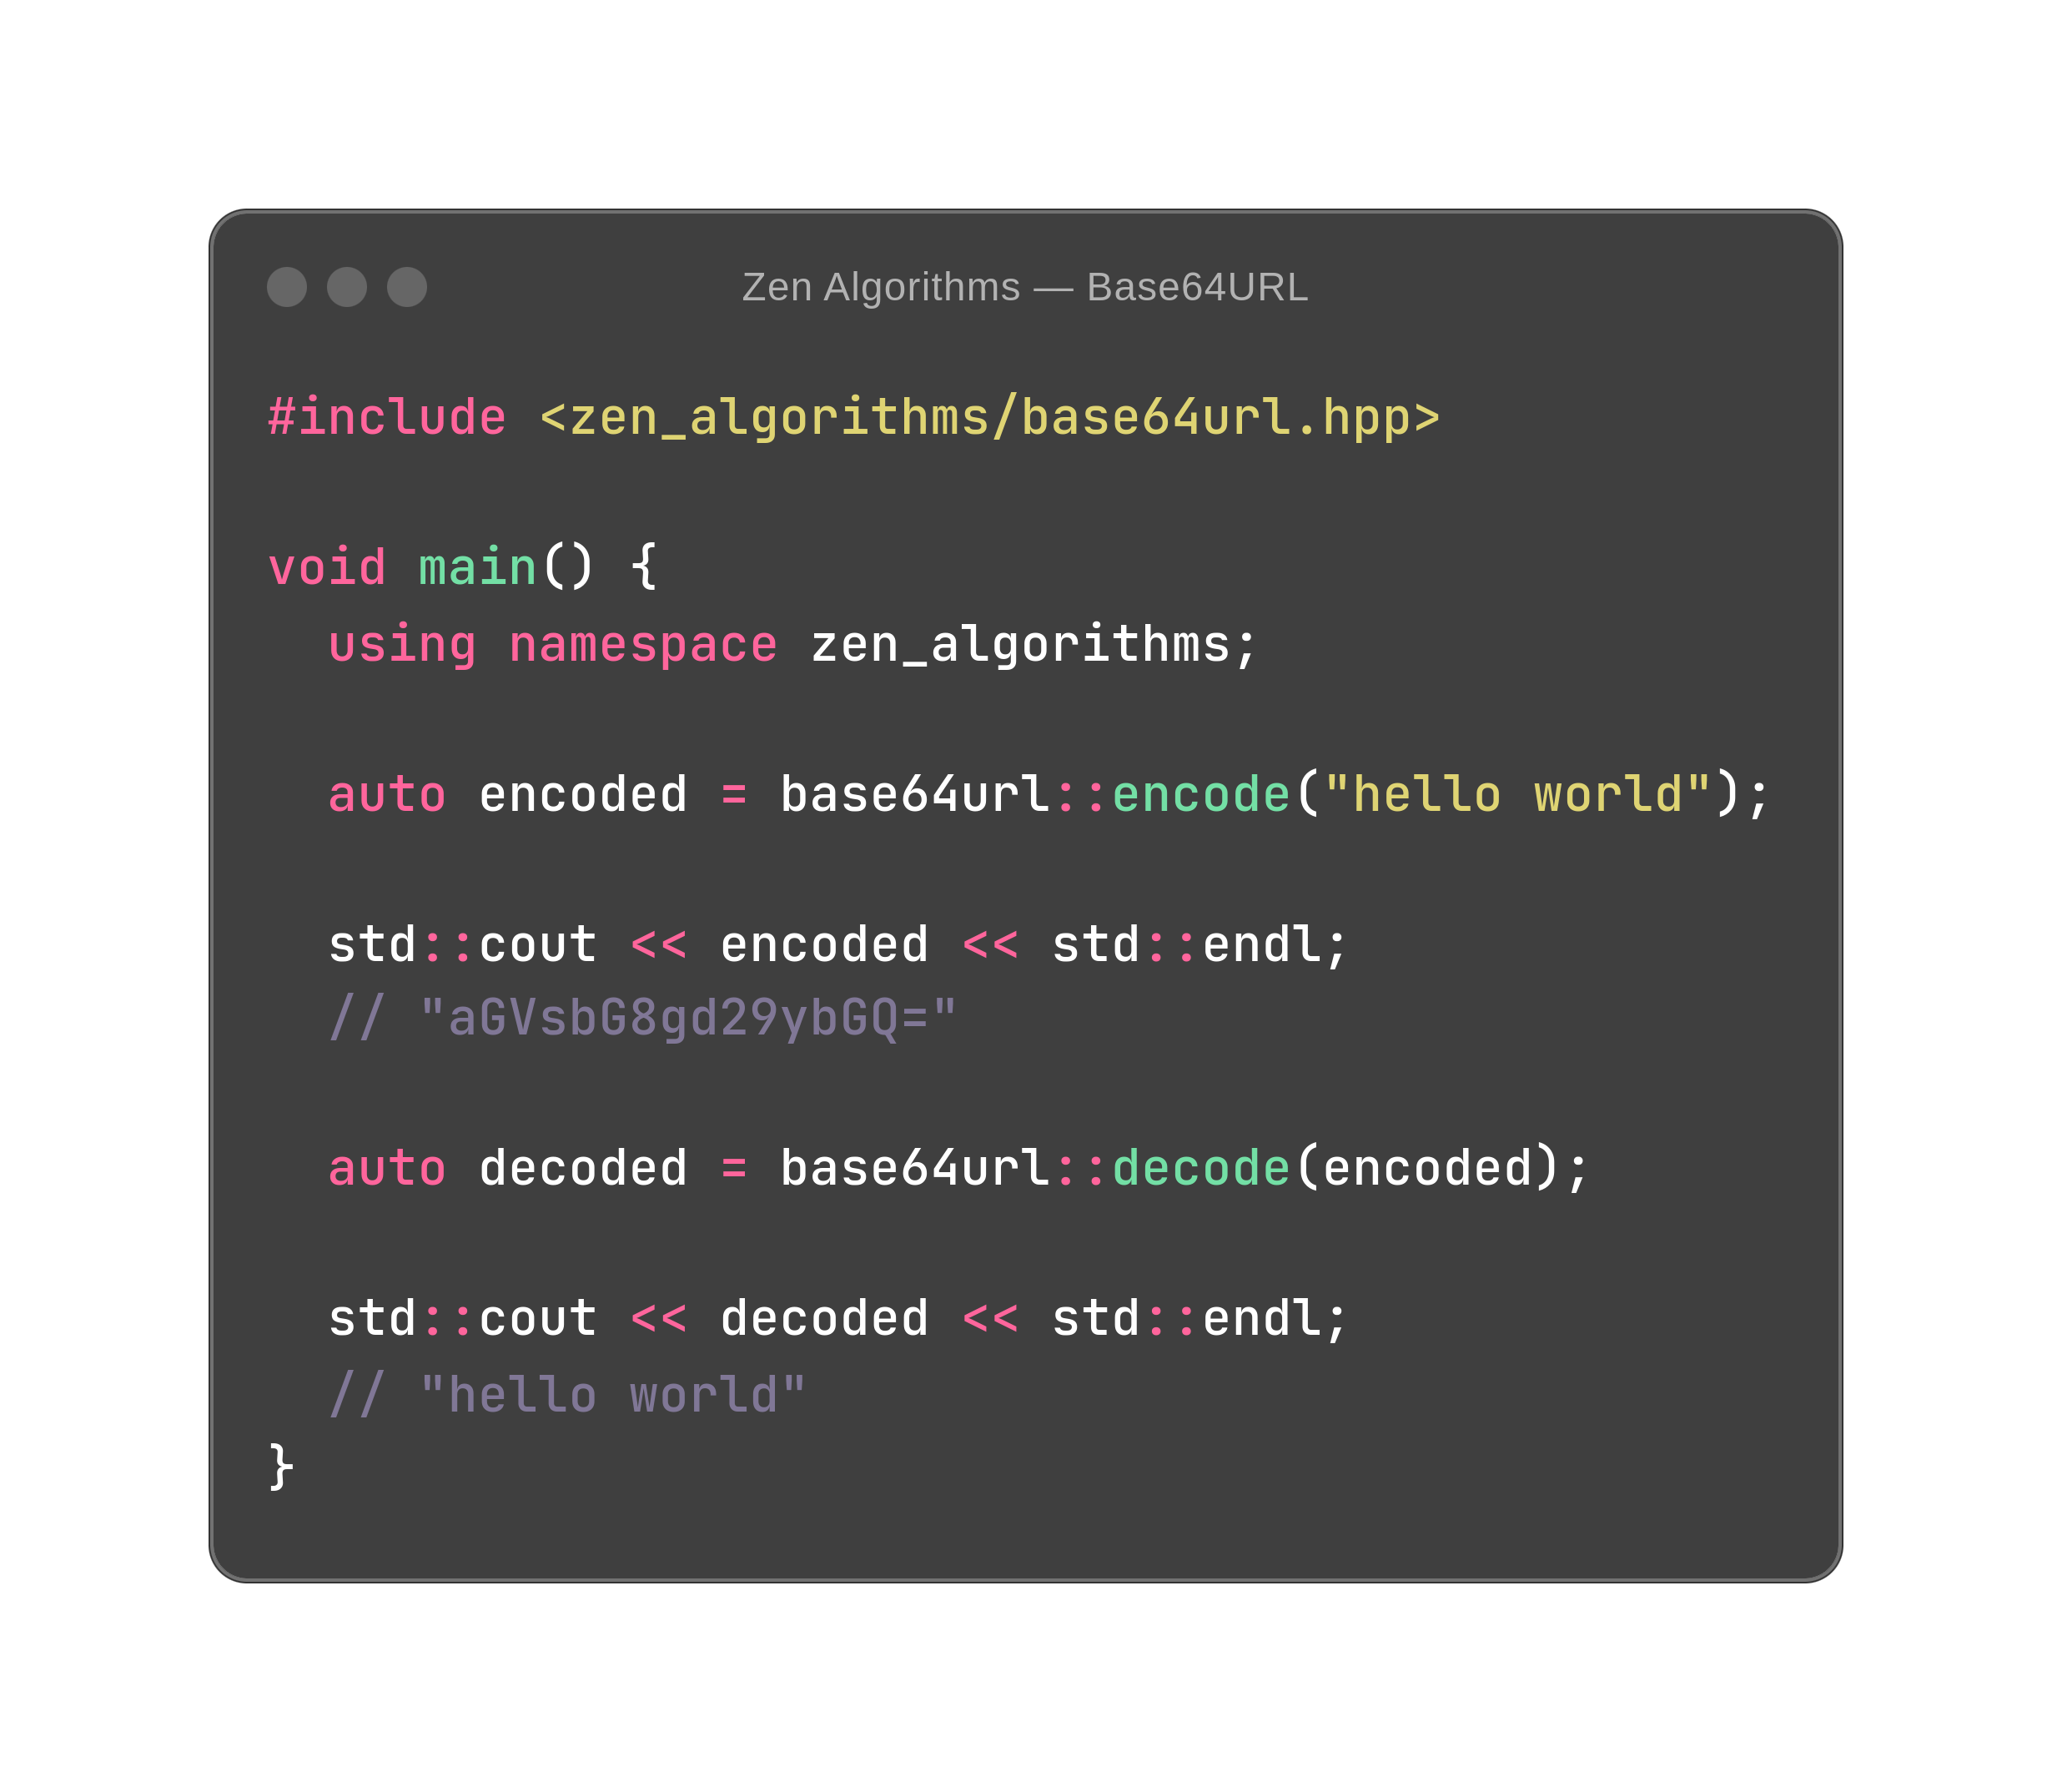 Zen Algorithms — Base64URL
#include <zen_algorithms/base64url.hpp>
void main() {
  using namespace zen_algorithms;
  auto encoded = base64url::encode("hello world");
  std::cout << encoded << std::endl;
  // "aGVsbG8gd29ybGQ="
  auto decoded = base64url::decode(encoded);
  std::cout << decoded << std::endl;
  // "hello world"
}